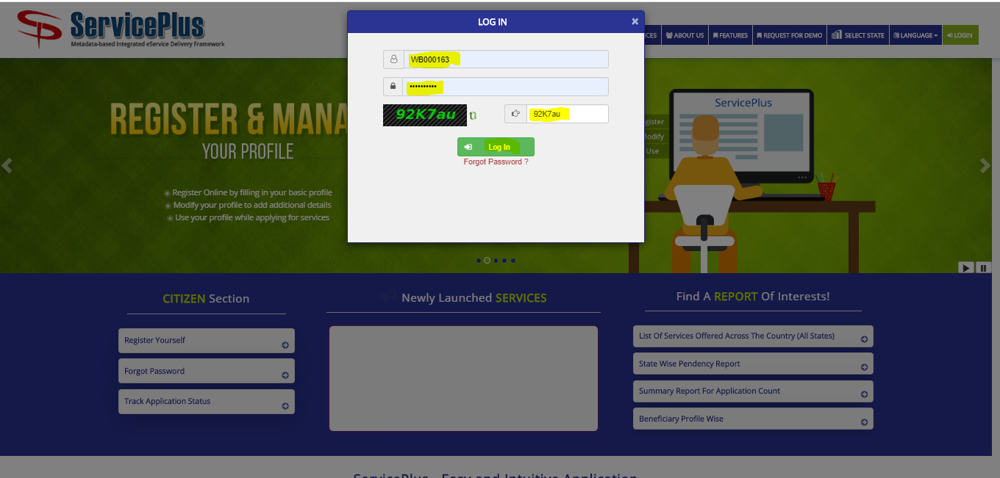 ServicePlus
Metadata-based Integrated eService Delivery Framework
ABOUT US
FEATURES
REQUEST FOR DEMO
SELECT STATE
LANGUAGE
LOGIN
LOG IN
×
WB000163
••••••••••
92K7au
92K7au
Log In
Forgot Password ?
REGISTER & MANA
YOUR PROFILE
Register Online by filling in your basic profile
Modify your profile to add additional details
Use your profile while applying for services
ServicePlus
Use
CITIZEN Section
Register Yourself
Forgot Password
Track Application Status
Newly Launched SERVICES
Find A REPORT Of Interests!
List Of Services Offered Across The Country (All States)
State Wise Pendency Report
Summary Report For Application Count
Beneficiary Profile Wise
ServicePlus - Easy and Intuitive Application